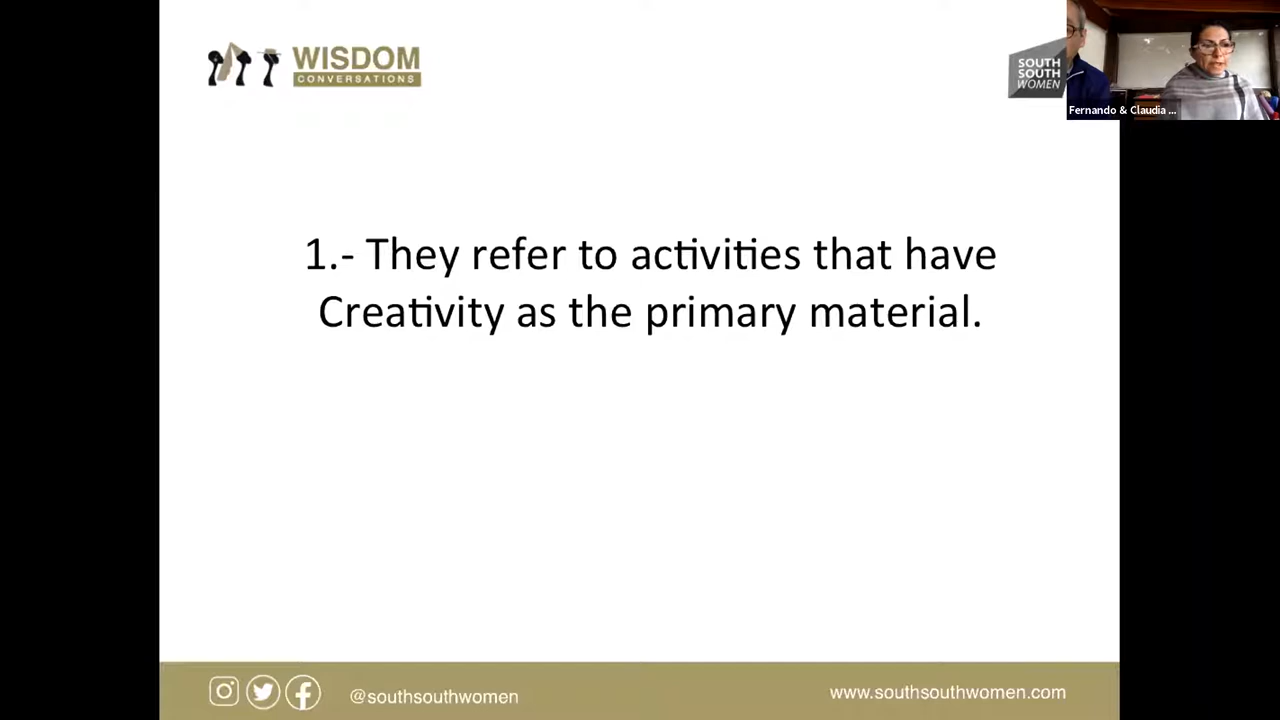 WISDOM
CONVERSATIONS
SOUTH
SOUTH
WOMEN
Fernando & Claudia ...
1.- They refer to activities that have
Creativity as the primary material.
@southsouthwomen
www.southsouthwomen.com